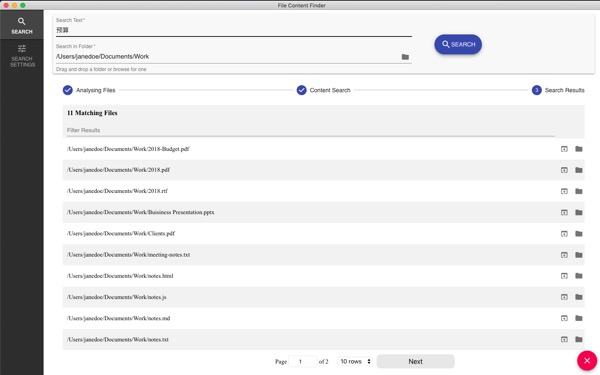 File Content Finder
SEARCH
SEARCH
SETTINGS
Search Text *
預算
Search in Folder *
/Users/janedoe/Documents/Work
Drag and drop a folder or browse for one
SEARCH
Analysing Files
Content Search
3 Search Results
11 Matching Files
Filter Results
/Users/janedoe/Documents/Work/2018-Budget.pdf
/Users/janedoe/Documents/Work/2018.pdf
/Users/janedoe/Documents/Work/2018.rtf
/Users/janedoe/Documents/Work/Buisiness Presentation.pptx
/Users/janedoe/Documents/Work/Clients.pdf
/Users/janedoe/Documents/Work/meeting-notes.txt
/Users/janedoe/Documents/Work/notes.html
/Users/janedoe/Documents/Work/notes.js
/Users/janedoe/Documents/Work/notes.md
/Users/janedoe/Documents/Work/notes.txt
Page 1 of 2 10 rows Next